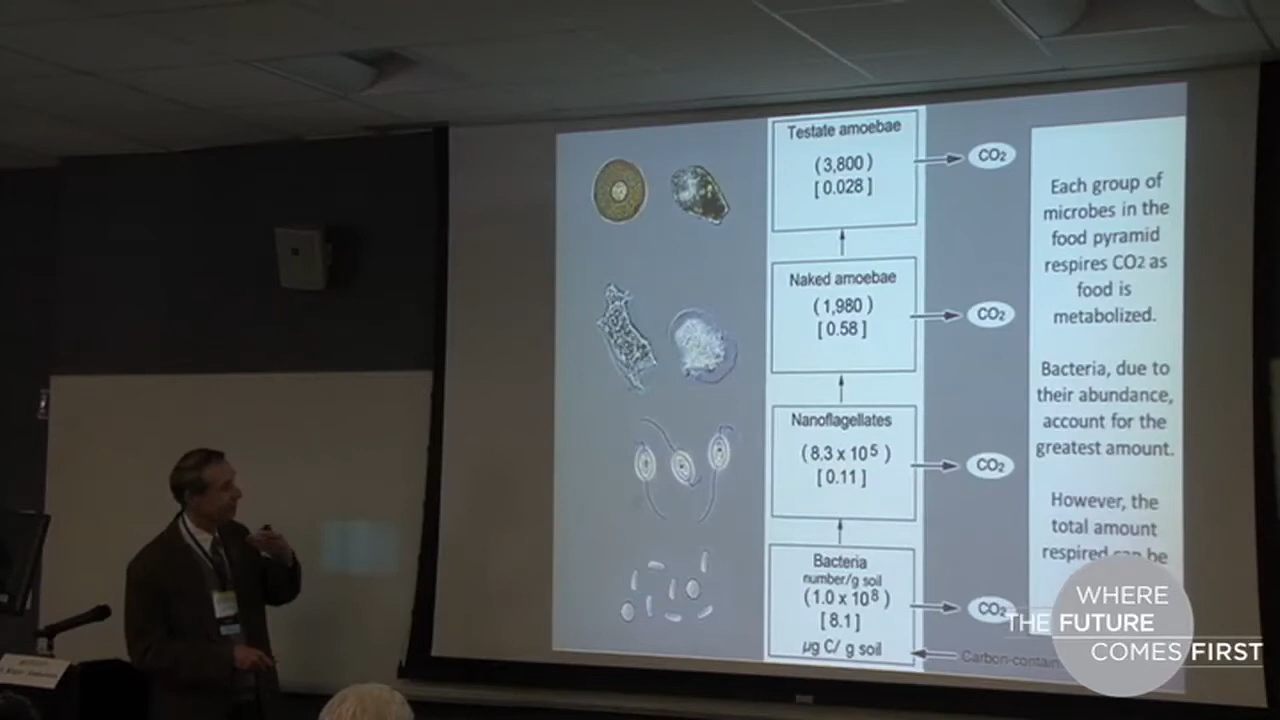 Testate amoebae
(3,800)
[0.028]
CO2
Naked amoebae
(1,980)
[0.58]
CO2
Nanoflagellates
(8.3 x 10⁵)
[0.11]
CO2
Bacteria
number/g soil
(1.0 x 10⁸)
[8.1]
µg C/ g soil
CO2
Each group of
microbes in the
food pyramid
respires CO2 as
food is
metabolized.
Bacteria, due to
their abundance,
account for the
greatest amount.
However, the
total amount
respired can be
WHERE
THE FUTURE
COMES FIRST